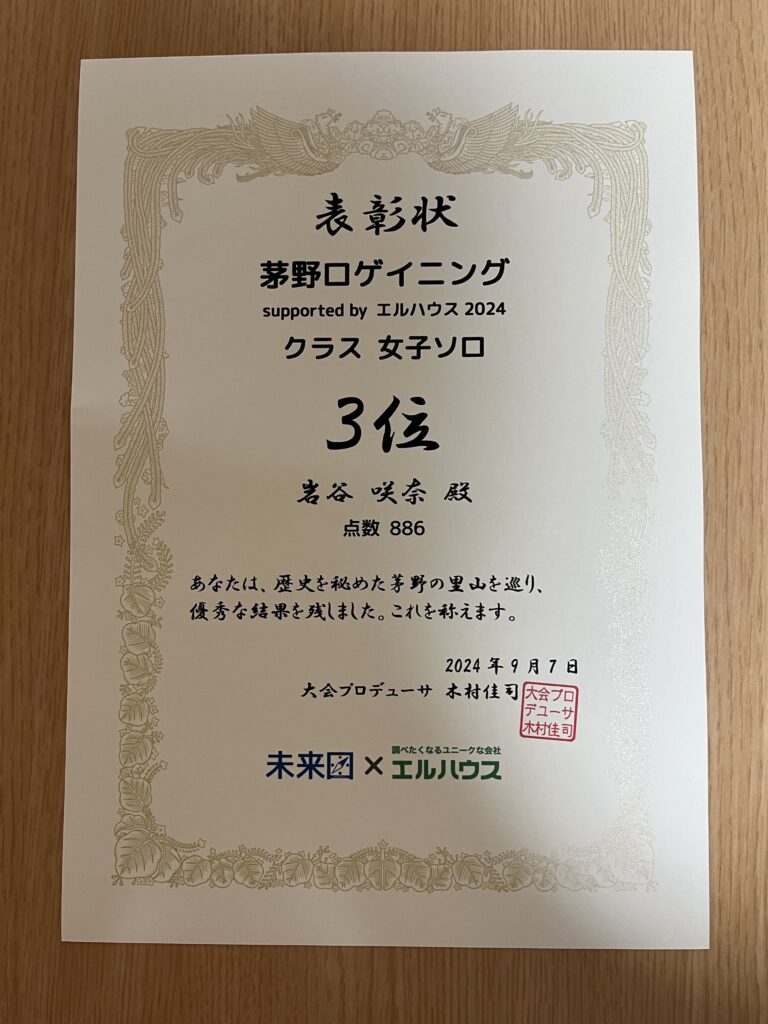 表彰状
茅野ロゲイニング
supported by エルハウス 2024
クラス 女子ソロ
3位
岩谷 咲奈 殿
点数 886
あなたは、歴史を秘めた茅野の里山を巡り、
優秀な結果を残しました。これを称えます。
2024 年 9 月 7 日
大会プロデューサ 木村佳司
大会プロ
デューサ
木村佳司
調べたくなるユニークな会社
未来図 × エルハウス